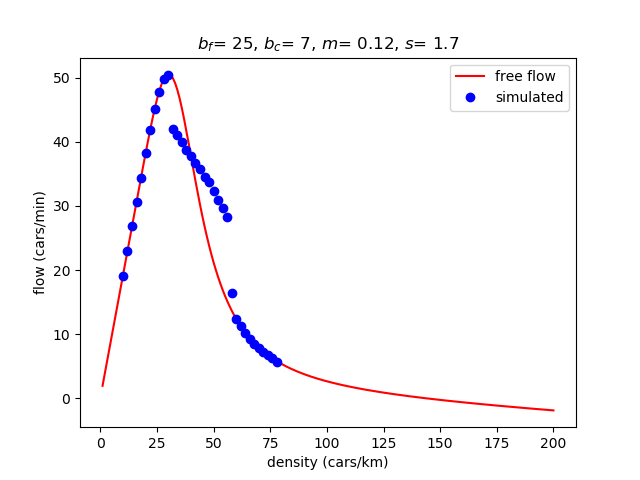 b_f= 25, b_c= 7, m= 0.12, s= 1.7
free flow
simulated
flow (cars/min)
50
40
30
20
10
0
0 25 50 75 100 125 150 175 200
density (cars/km)